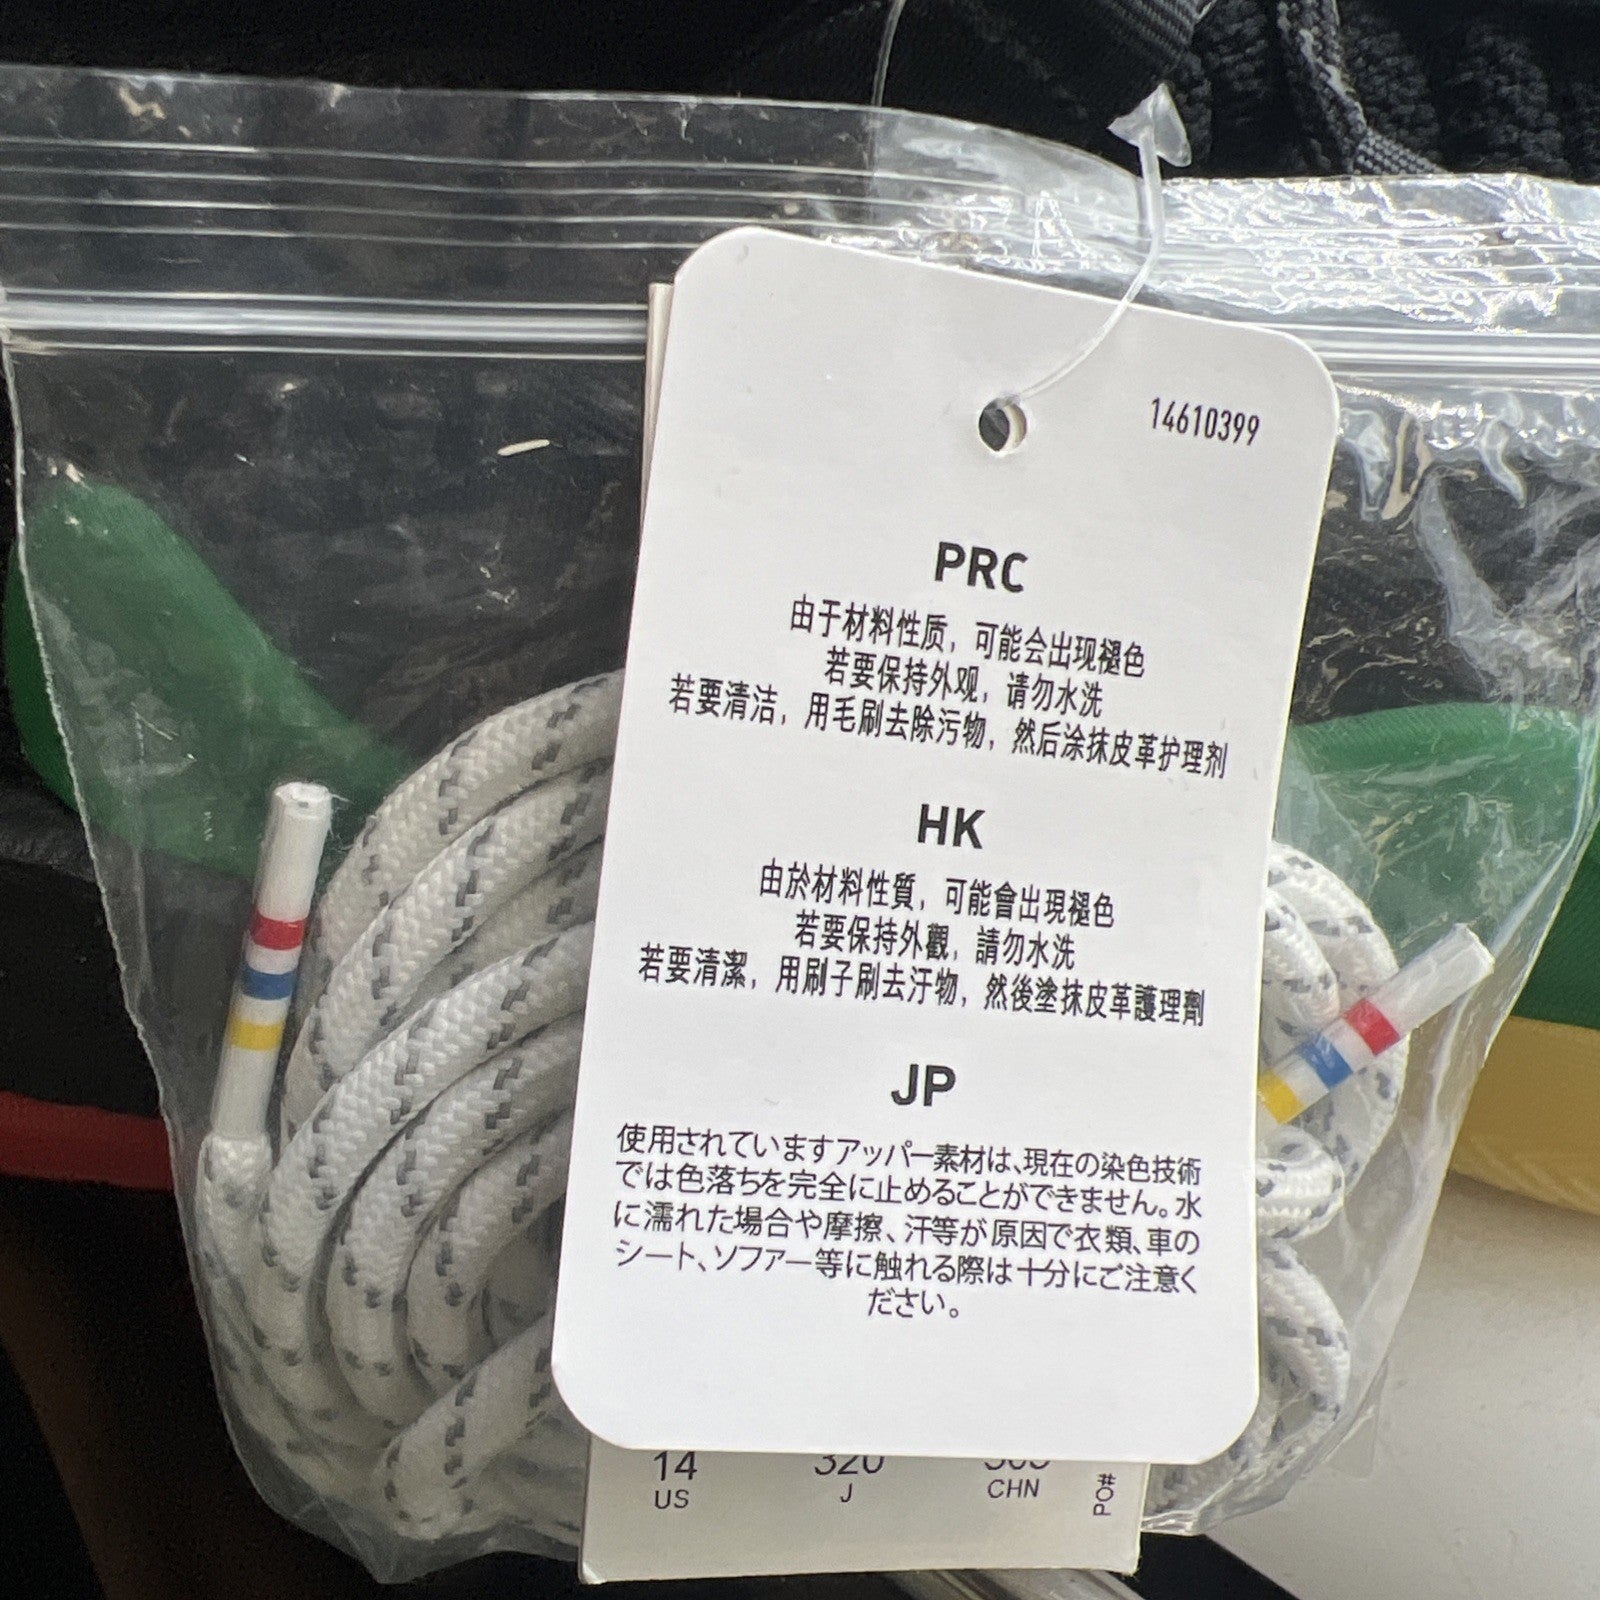 14610399
PRC
由于材料性质，可能会出现褪色
若要保持外观，请勿水洗
若要清洁，用毛刷去除污物，然后涂抹皮革护理剂
HK
由於材料性質，可能會出現褪色
若要保持外觀，請勿水洗
若要清潔，用刷子刷去汙物，然後塗抹皮革護理劑
JP
使用されていますアッパー素材は、現在の染色技術
では色落ちを完全に止めることができません。水
に濡れた場合や摩擦、汗等が原因で衣類、車の
シート、ソファー等に触れる際は十分にご注意く
ださい。
14 320
US J CHN
PO#